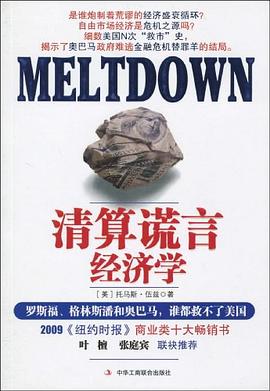 是谁炮制着荒谬的经济盛衰循环?
自由市场经济是危机之源吗?
细数美国N次“救市”史,
揭示了奥巴马政府难逃金融危机替罪羊的结局。
MELTDOWN
清算谎言
经济学
[美] 托马斯·伍兹 著
罗斯福、格林斯潘和奥巴马，谁都救不了美国
2009《纽约时报》商业类十大畅销书
叶 檀 张庭宾 联袂推荐
中华工商联合出版社